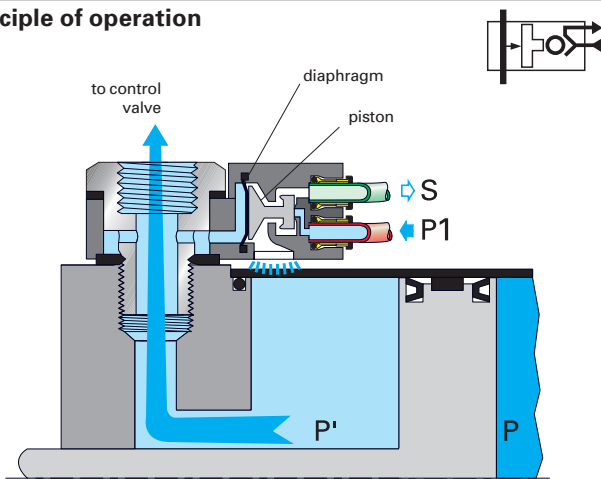 ciple of operation
to control
valve
diaphragm
piston
S
P1
P'
P